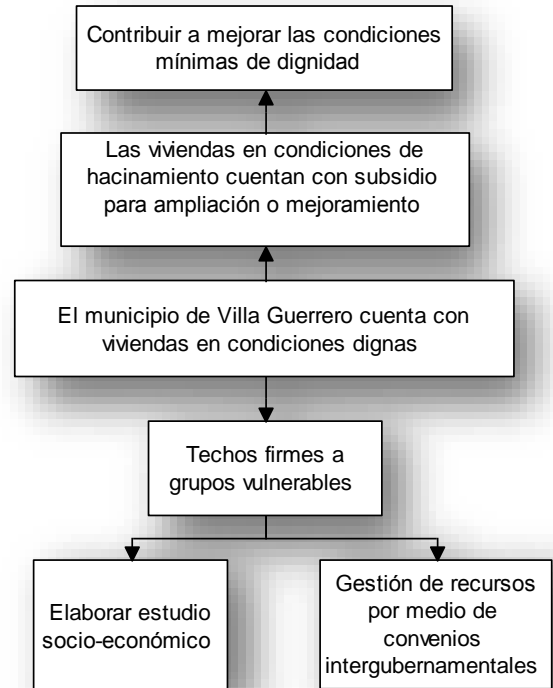 Contribuir a mejorar las condiciones
mínimas de dignidad
Las viviendas en condiciones de
hacinamiento cuentan con subsidio
para ampliación o mejoramiento
El municipio de Villa Guerrero cuenta con
viviendas en condiciones dignas
Techos firmes a
grupos vulnerables
Elaborar estudio
socio-económico
Gestión de recursos
por medio de
convenios
intergubernamentales